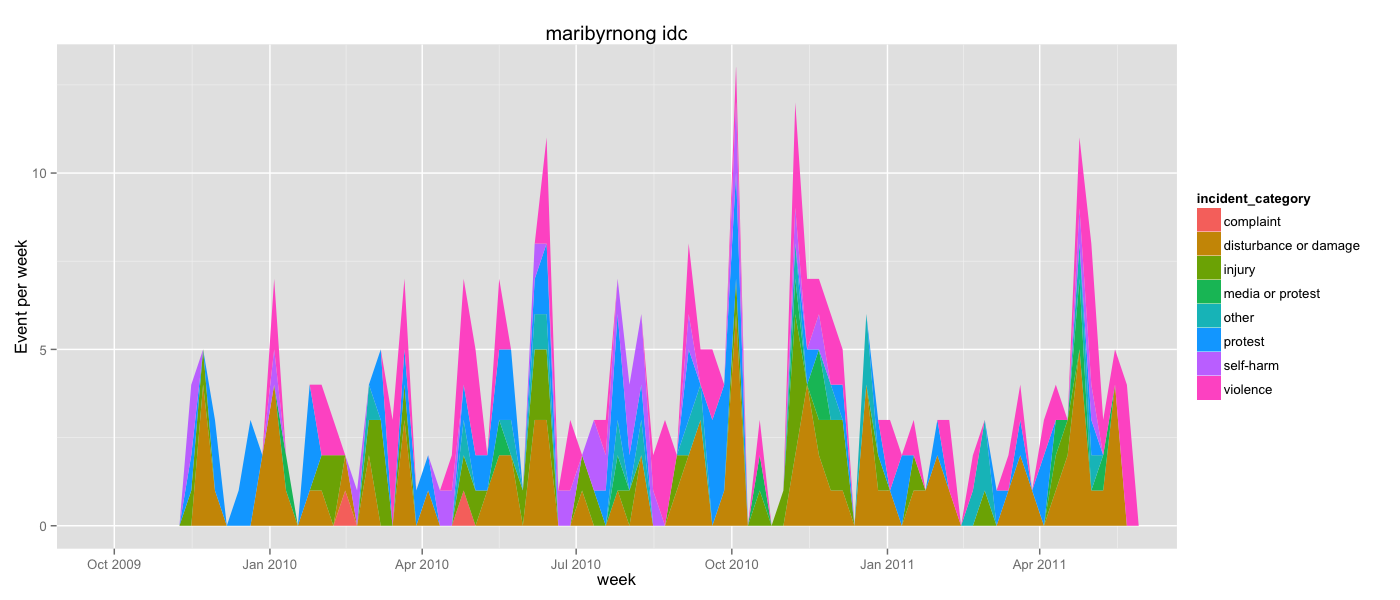 maribyrnong idc
Event per week
10
5
0
Oct 2009 Jan 2010 Apr 2010 Jul 2010 Oct 2010 Jan 2011 Apr 2011
week
incident_category
complaint
disturbance or damage
injury
media or protest
other
protest
self-harm
violence